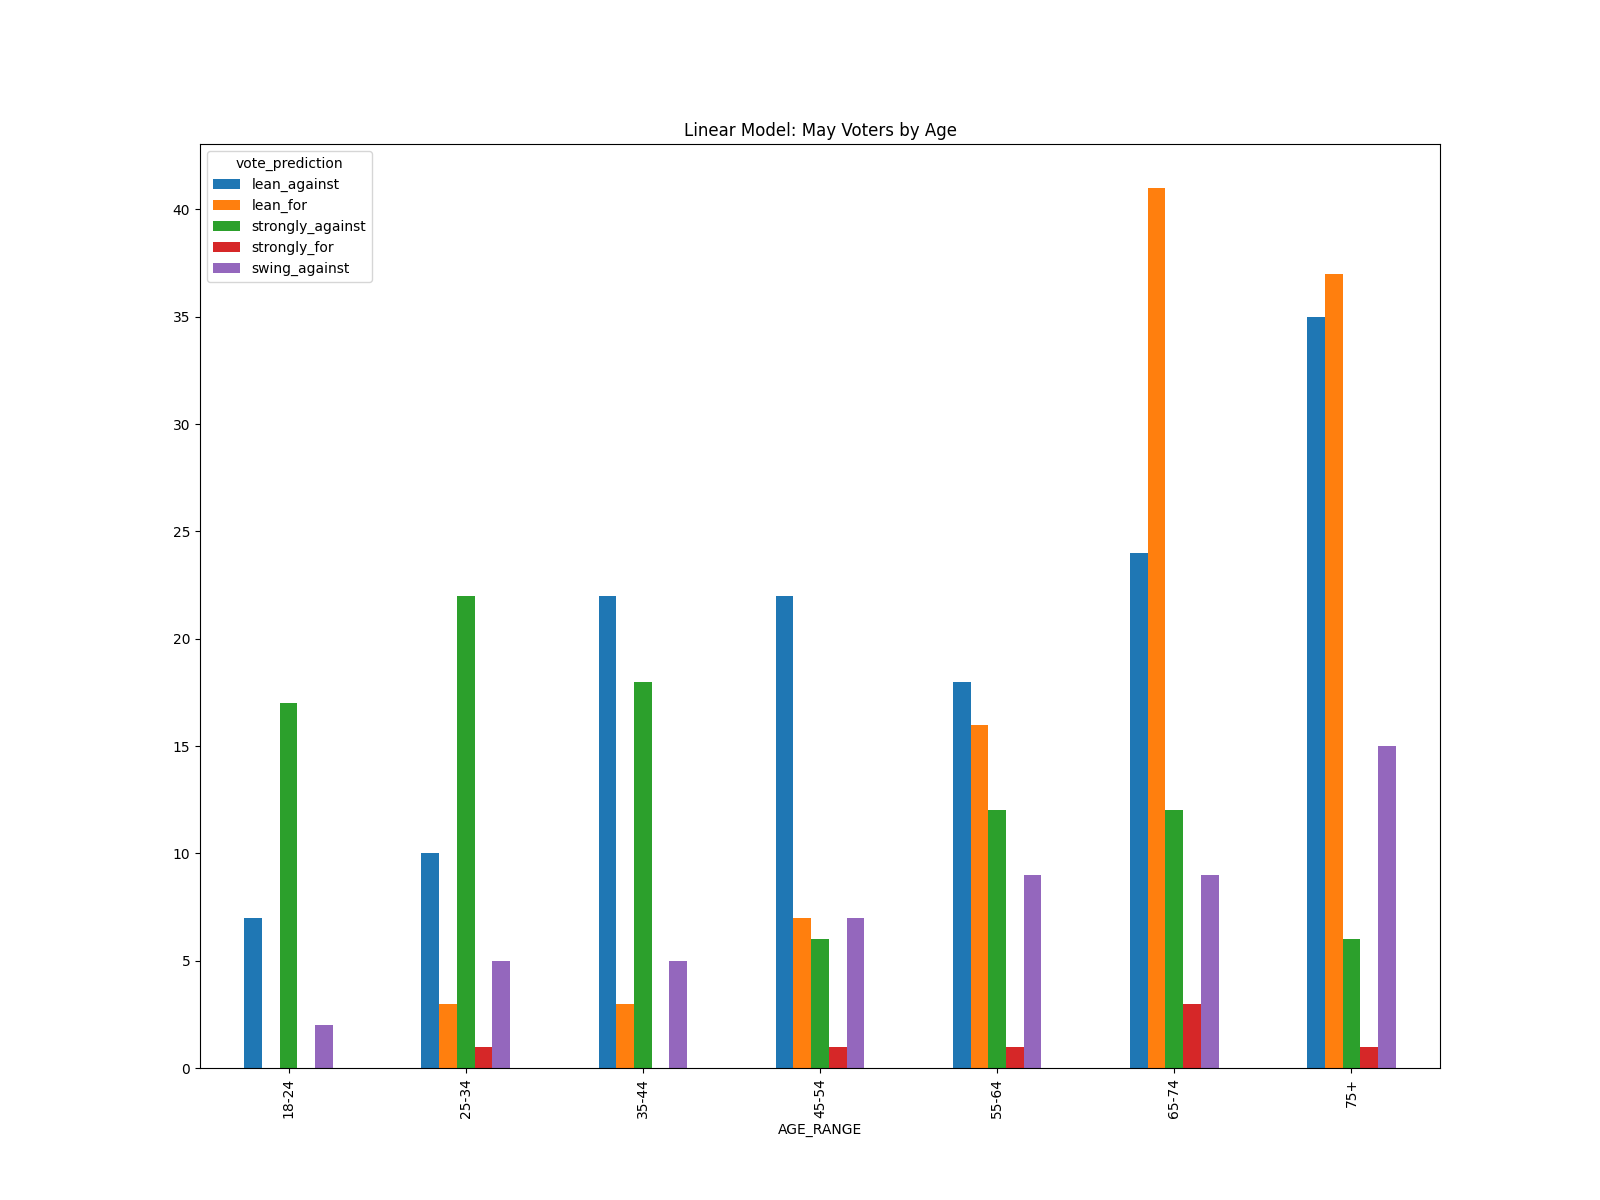 Linear Model: May Voters by Age
vote_prediction
lean_against
lean_for
strongly_against
strongly_for
swing_against
40
35
30
25
20
15
10
5
0
18-24
25-34
35-44
45-54
55-64
65-74
75+
AGE_RANGE